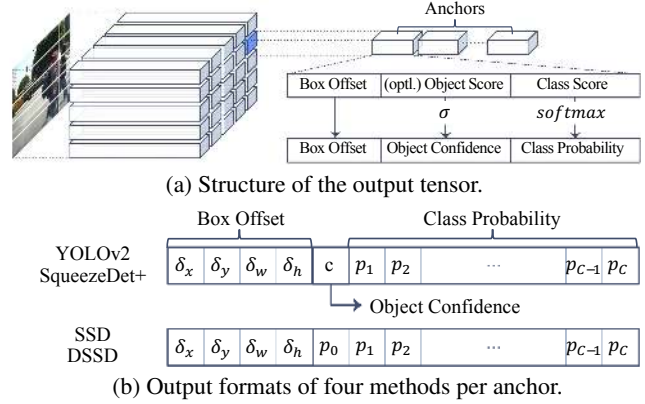 Anchors
Box Offset (optl.) Object Score Class Score
σ softmax
Box Offset Object Confidence Class Probability
(a) Structure of the output tensor.
Box Offset Class Probability
YOLOv2
SqueezeDet+
δx δy δw δh c p1 p2 ... pC−1 pC
Object Confidence
SSD
DSSD
δx δy δw δh p0 p1 p2 ... pC−1 pC
(b) Output formats of four methods per anchor.